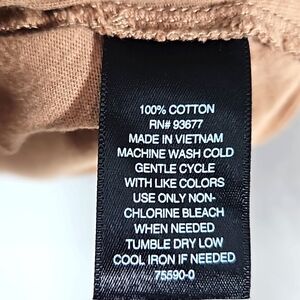 100% COTTON
RN# 93677
MADE IN VIETNAM
MACHINE WASH COLD
GENTLE CYCLE
WITH LIKE COLORS
USE ONLY NON-
CHLORINE BLEACH
WHEN NEEDED
TUMBLE DRY LOW
COOL IRON IF NEEDED
75590-0